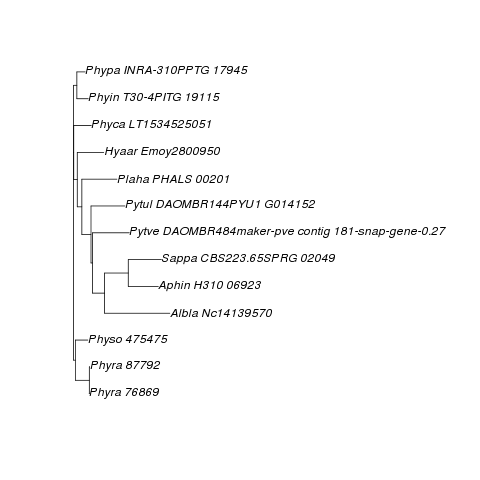 Phypa INRA-310PPTG 17945
Phyin T30-4PITG 19115
Phyca LT1534525051
Hyaar Emoy2800950
Plaha PHALS 00201
Pytul DAOMBR144PYU1 G014152
Pytve DAOMBR484maker-pve contig 181-snap-gene-0.27
Sappa CBS223.65SPRG 02049
Aphin H310 06923
Albla Nc14139570
Physo 475475
Phyra 87792
Phyra 76869